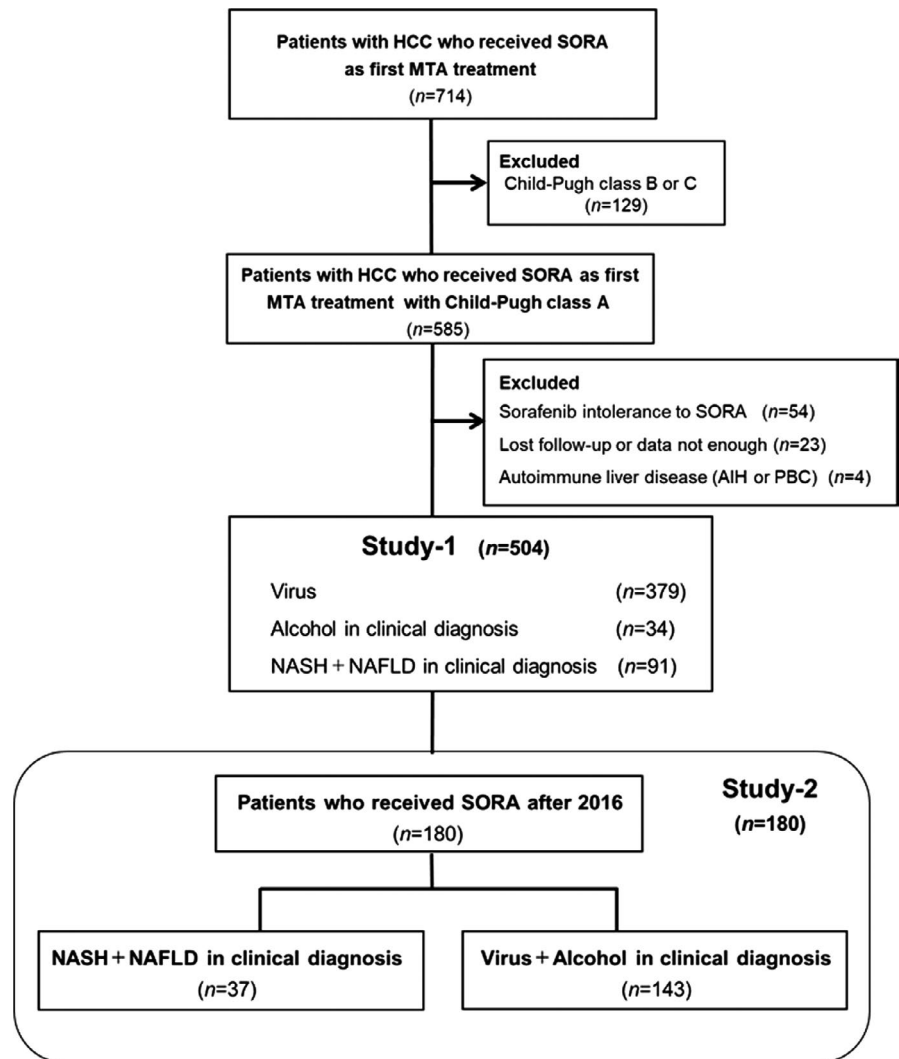 Patients with HCC who received SORA
as first MTA treatment
(n=714)
Excluded
Child-Pugh class B or C
(n=129)
Patients with HCC who received SORA as first
MTA treatment with Child-Pugh class A
(n=585)
Excluded
Sorafenib intolerance to SORA (n=54)
Lost follow-up or data not enough (n=23)
Autoimmune liver disease (AIH or PBC) (n=4)
Study-1 (n=504)
Virus (n=379)
Alcohol in clinical diagnosis (n=34)
NASH+NAFLD in clinical diagnosis (n=91)
Study-2
(n=180)
Patients who received SORA after 2016
(n=180)
NASH+NAFLD in clinical diagnosis
(n=37)
Virus+Alcohol in clinical diagnosis
(n=143)